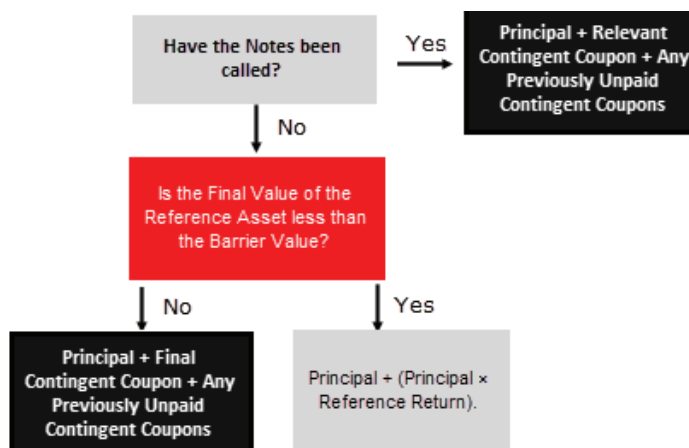 Have the Notes been
called?
Yes
Principal + Relevant
Contingent Coupon + Any
Previously Unpaid
Contingent Coupons
No
Is the Final Value of the
Reference Asset less than
the Barrier Value?
No
Yes
Principal + Final
Contingent Coupon + Any
Previously Unpaid
Contingent Coupons
Principal + (Principal ×
Reference Return).